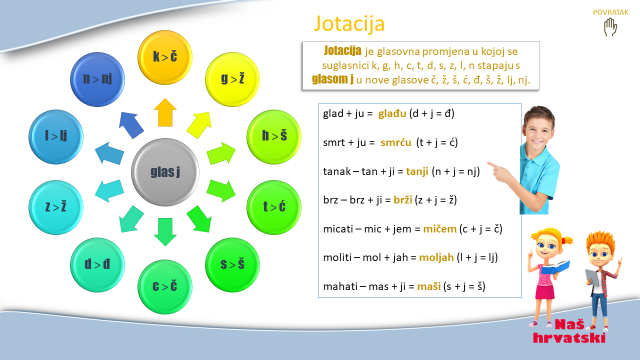 Jotacija
POVRATAK
Jotacija je glasovna promjena u kojoj se
suglasnici k, g, h, c, t, d, s, z, l, n stapaju s
glasom j u nove glasove č, ž, š, ć, đ, š, ž, lj, nj.
k > č
g > ž
h > š
t > ć
s > š
c > č
d > đ
z > ž
l > lj
n > nj
glas j
glad + ju = glađu (d + j = đ)
smrt + ju = smrću (t + j = ć)
tanak – tan + ji = tanji (n + j = nj)
brz – brz + ji = brži (z + j = ž)
micati – mic + jem = mičem (c + j = č)
moliti – mol + jah = moljah (l + j = lj)
mahati – mas + ji = maši (s + j = š)
Naš
hrvatski